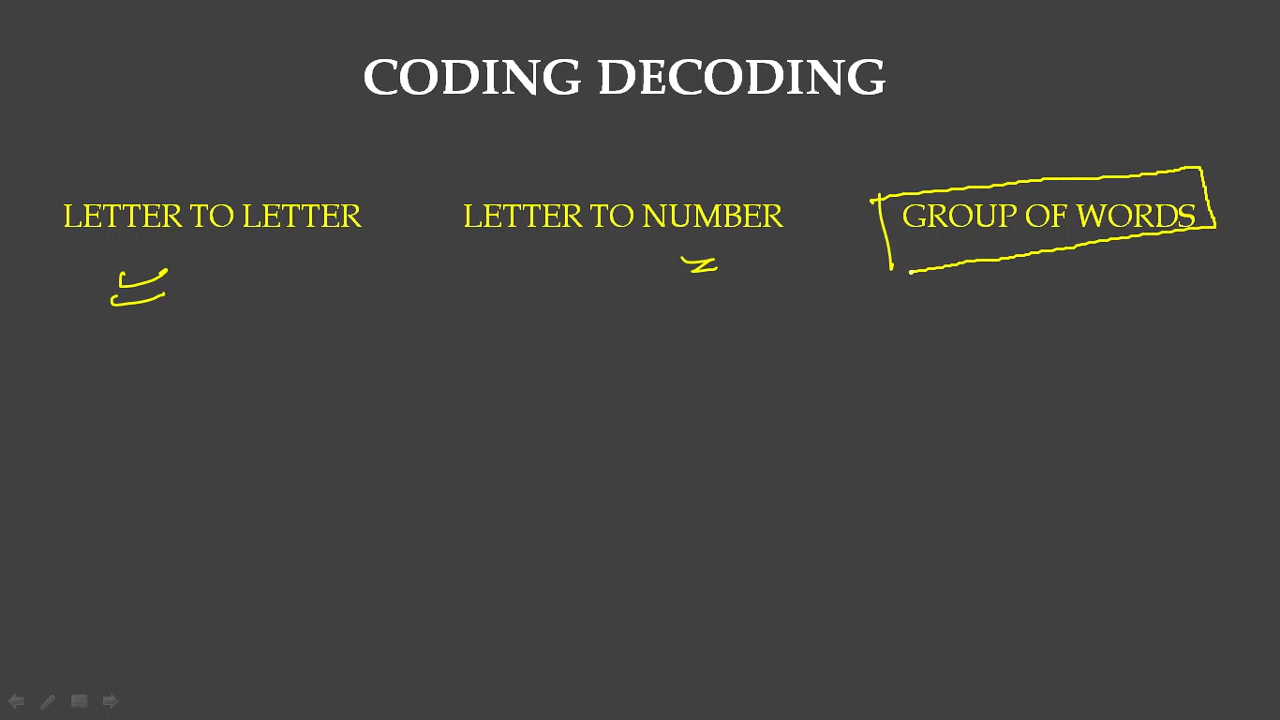 CODING DECODING
LETTER TO LETTER
LETTER TO NUMBER
GROUP OF WORDS